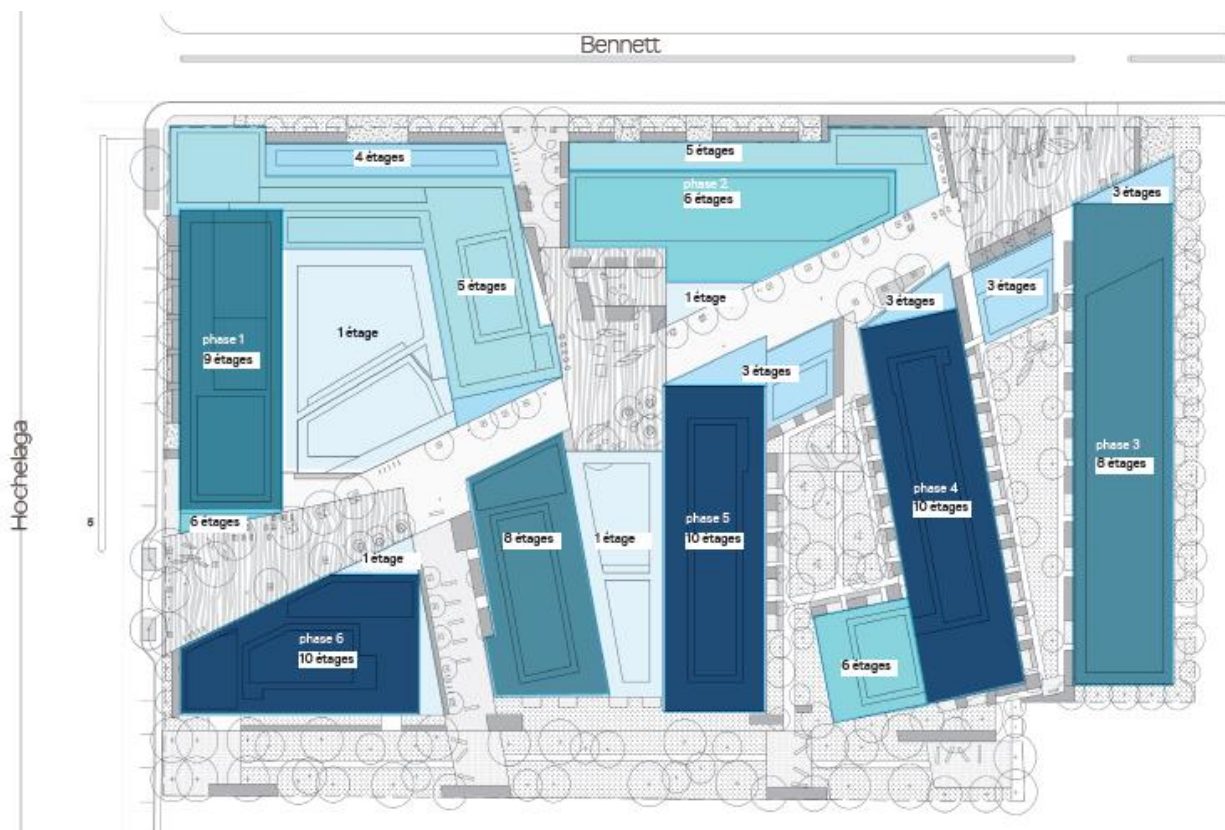 Bennett
4 étages
5 étages
phase 2
6 étages
3 étages
5 étages
1 étage
3 étages
3 étages
1 étage
phase 1
9 étages
3 étages
Hochelaga
phase 3
8 étages
phase 4
10 étages
phase 5
10 étages
6 étages
8 étages
1 étage
1 étage
phase 6
10 étages
6 étages